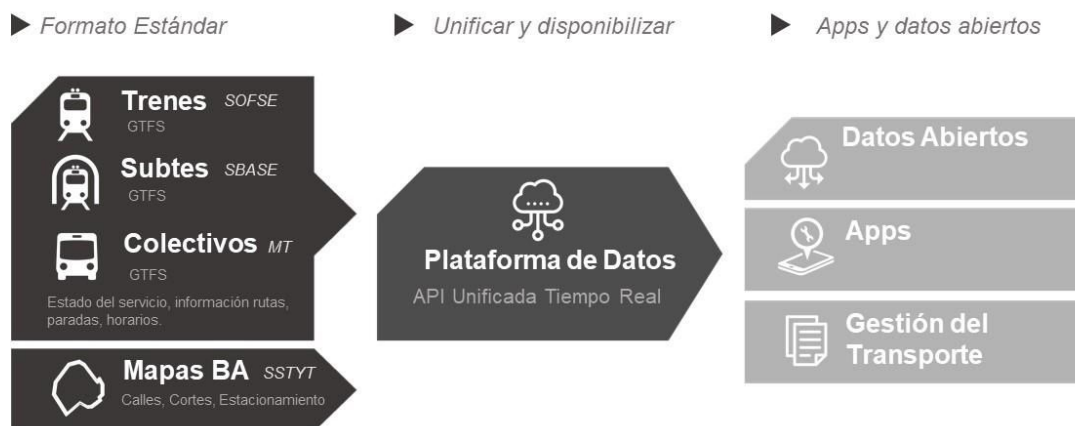 Formato Estándar
Unificar y disponibilizar
Apps y datos abiertos
Trenes SOFSE
GTFS
Subtes SBASE
GTFS
Colectivos MT
GTFS
Estado del servicio, información rutas,
paradas, horarios.
Mapas BA SSTYT
Calles, Cortes, Estacionamiento
Plataforma de Datos
API Unificada Tiempo Real
Datos Abiertos
Apps
Gestión del
Transporte